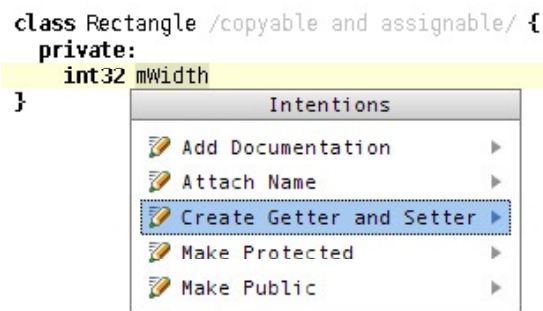 class Rectangle /copyable and assignable/ {
private:
int32 mWidth
}
Intentions
Add Documentation
Attach Name
Create Getter and Setter
Make Protected
Make Public